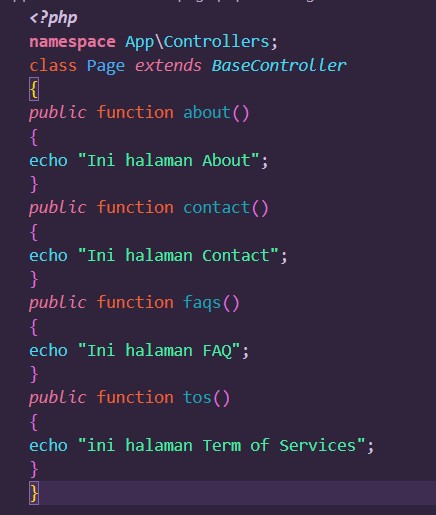 <?php
namespace App\Controllers;
class Page extends BaseController
{
public function about()
{
echo "Ini halaman About";
}
public function contact()
{
echo "Ini halaman Contact";
}
public function faqs()
{
echo "Ini halaman FAQ";
}
public function tos()
{
echo "ini halaman Term of Services";
}
}